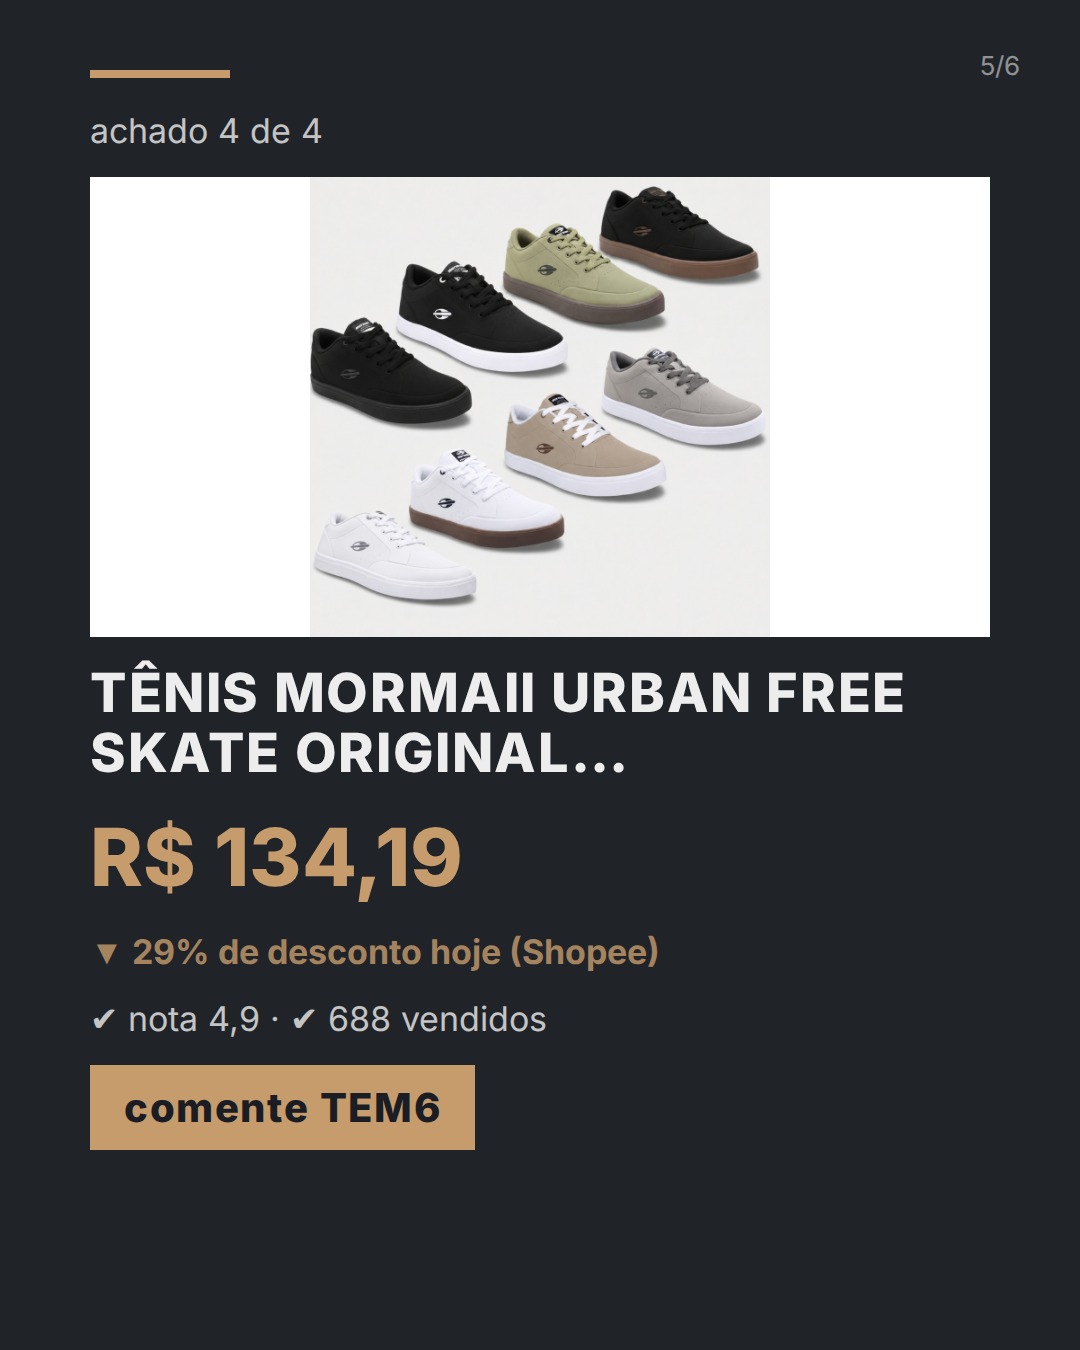 5/6
achado 4 de 4
TÊNIS MORMAII URBAN FREE
SKATE ORIGINAL...
R$ 134,19
▼ 29% de desconto hoje (Shopee)
✔ nota 4,9 · ✔ 688 vendidos
comente TEM6